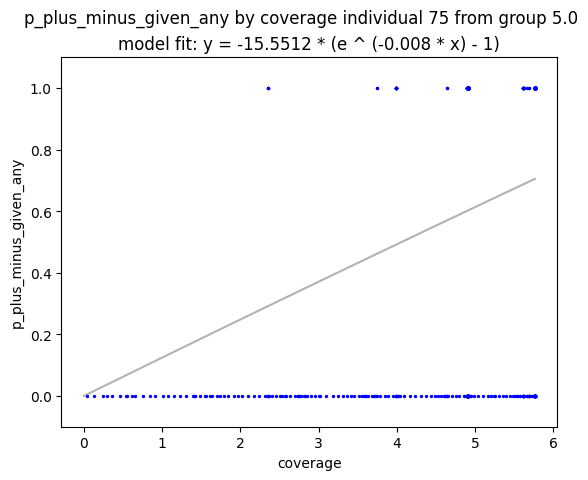 p_plus_minus_given_any by coverage individual 75 from group 5.0
model fit: y = -15.5512 * (e ^ (-0.008 * x) - 1)
1.0
0.8
0.6
0.4
0.2
0.0
p_plus_minus_given_any
0 1 2 3 4 5 6
coverage